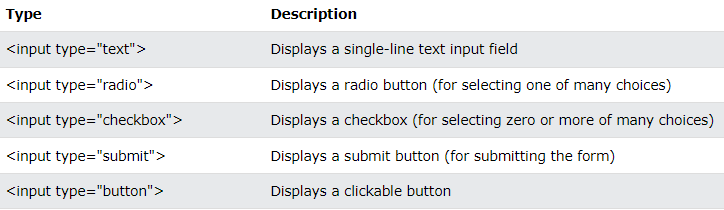 Type Description
<input type="text"> Displays a single-line text input field
<input type="radio"> Displays a radio button (for selecting one of many choices)
<input type="checkbox"> Displays a checkbox (for selecting zero or more of many choices)
<input type="submit"> Displays a submit button (for submitting the form)
<input type="button"> Displays a clickable button